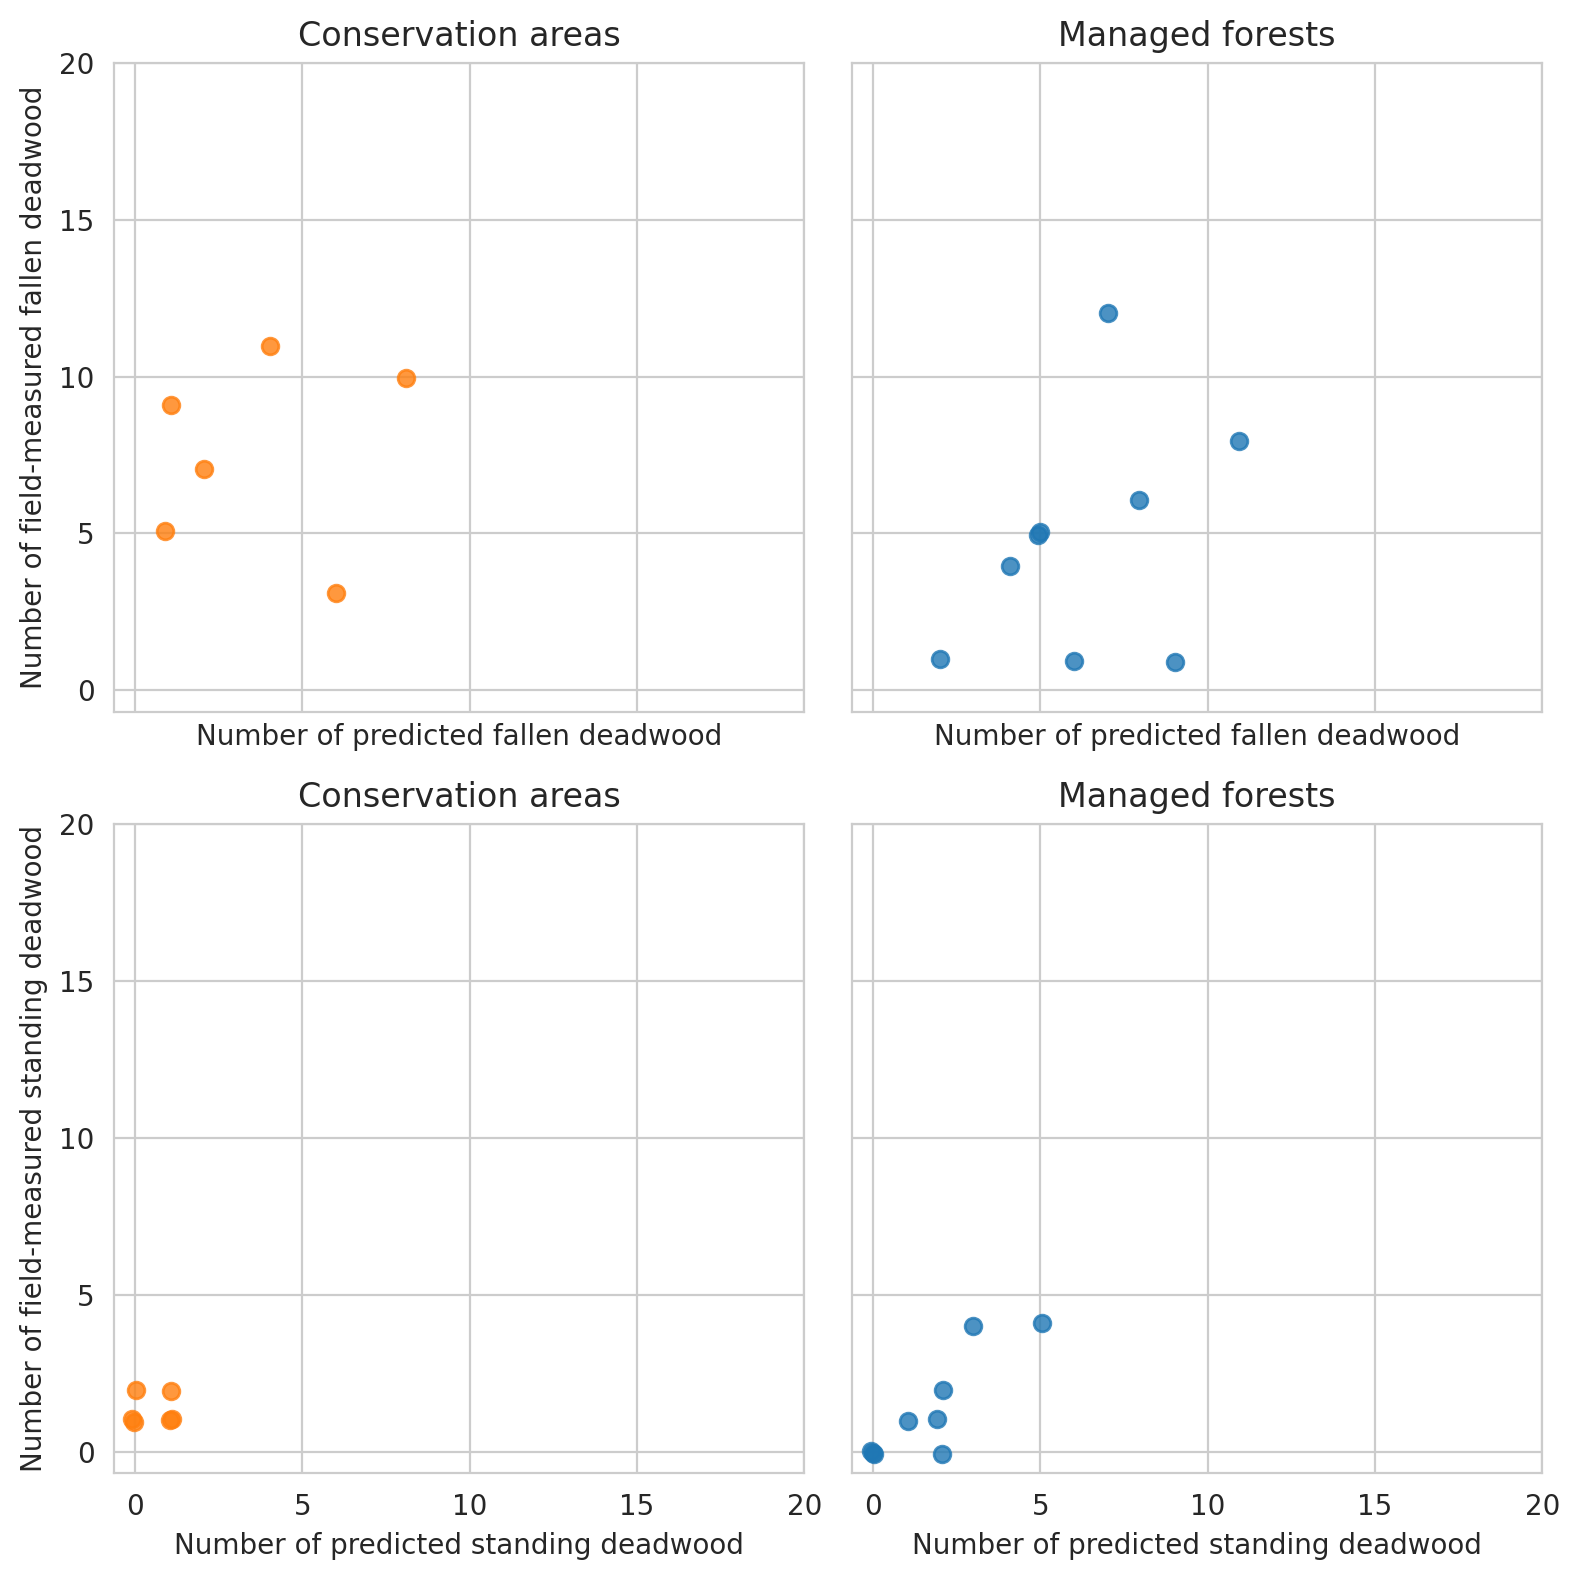 Conservation areas
Managed forests
Number of field-measured fallen deadwood
20
15
10
5
0
Number of predicted fallen deadwood
Number of predicted fallen deadwood
Conservation areas
Managed forests
Number of field-measured standing deadwood
20
15
10
5
0
0 5 10 15 20
0 5 10 15 20
Number of predicted standing deadwood
Number of predicted standing deadwood